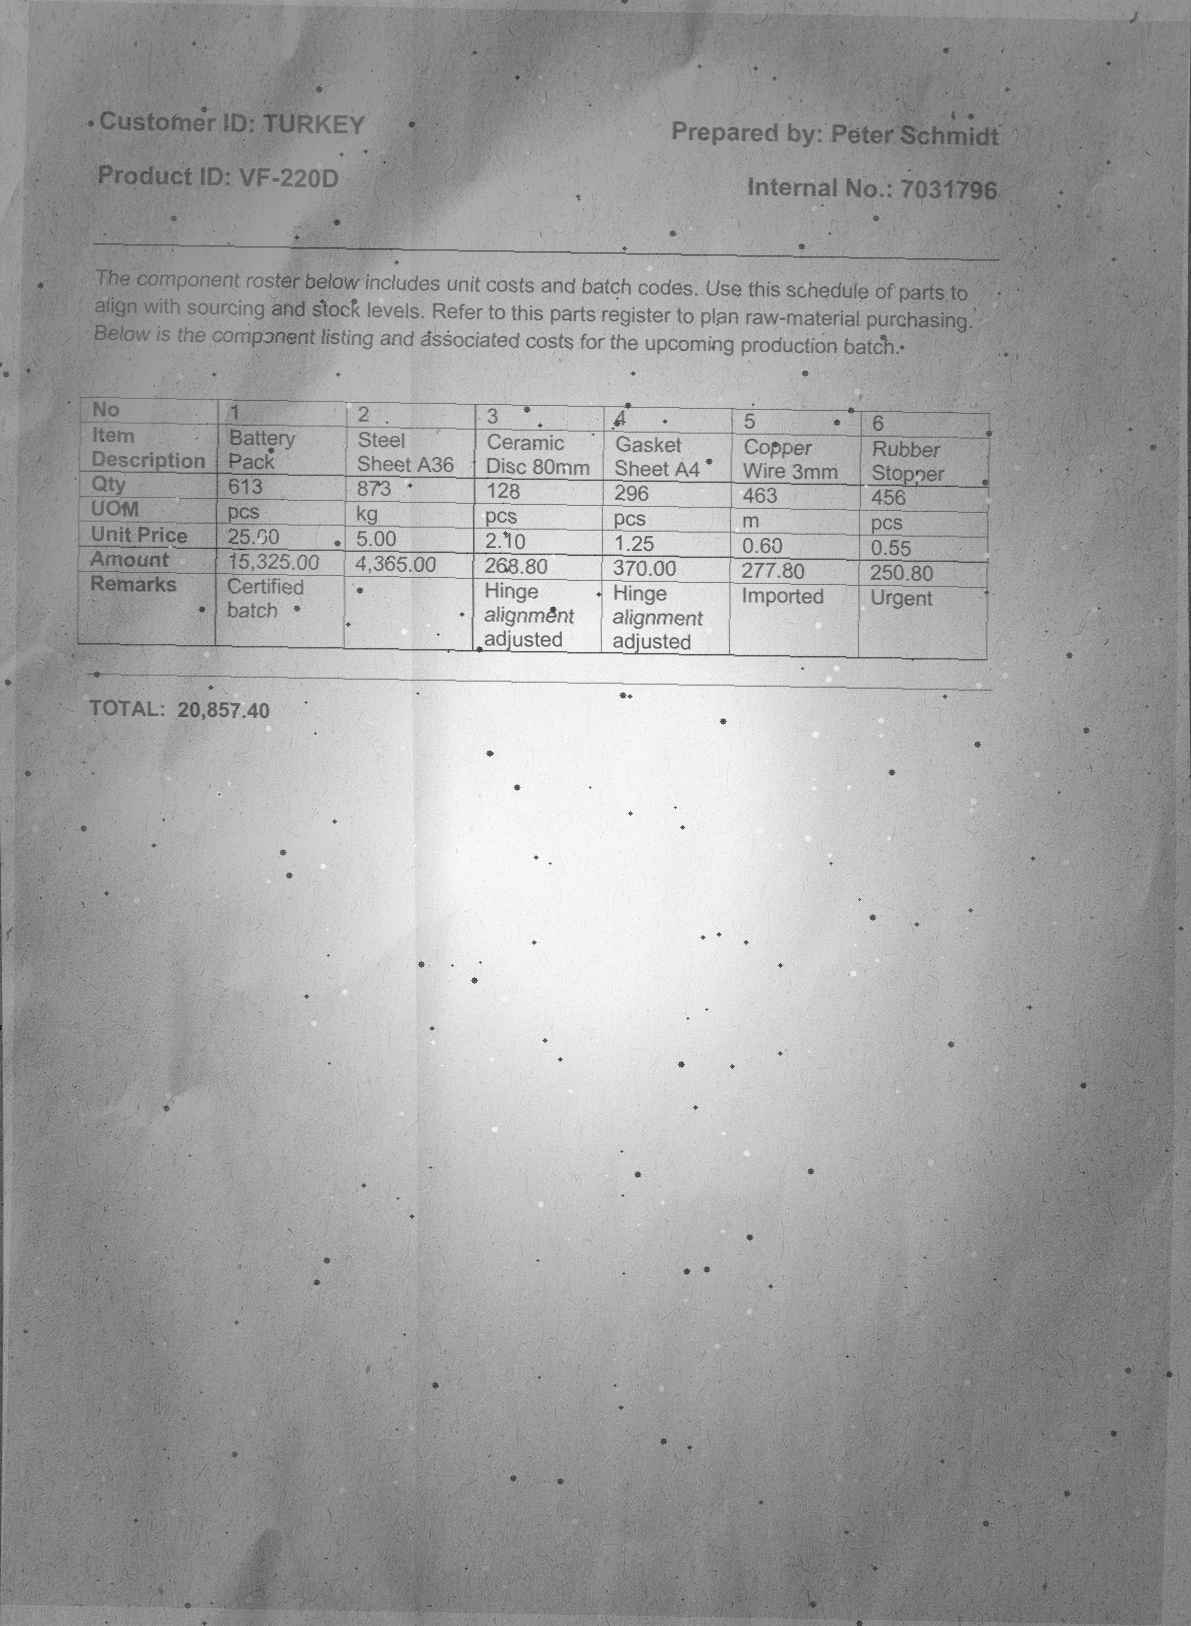 Customer ID: TURKEY
Prepared by: Peter Schmidt
Product ID: VF-220D
Internal No.: 7031796
The component roster below includes unit costs and batch codes. Use this schedule of parts to
align with sourcing and stock levels. Refer to this parts register to plan raw-material purchasing.
Below is the component listing and associated costs for the upcoming production batch.
No 1 2 3 4 5 6
Item Battery Steel Ceramic Gasket Copper Rubber
Description Pack Sheet A36 Disc 80mm Sheet A4 Wire 3mm Stopper
Qty 613 873 128 296 463 456
UOM pcs kg pcs pcs m pcs
Unit Price 25.00 5.00 2.10 1.25 0.60 0.55
Amount 15,325.00 4,365.00 268.80 370.00 277.80 250.80
Remarks Certified Hinge Hinge Imported Urgent
batch alignment alignment
adjusted adjusted
TOTAL: 20,857.40